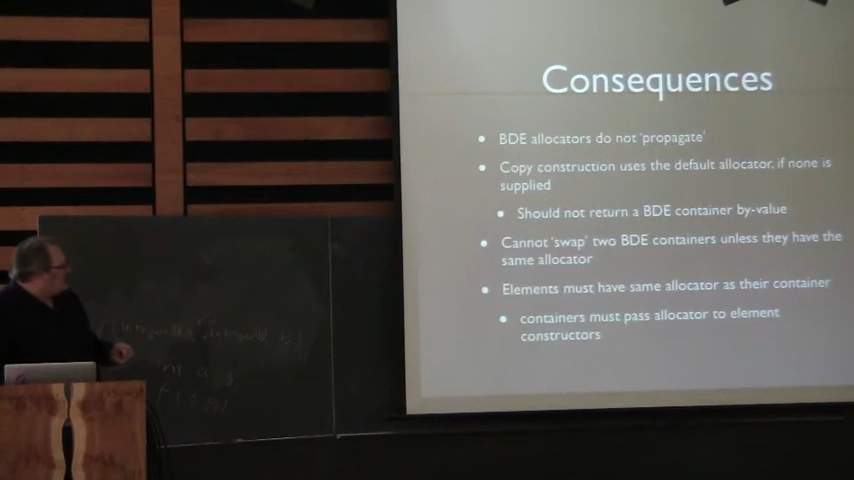 Consequences
• BDE allocators do not 'propagate'
• Copy construction uses the default allocator, if none is
supplied
• Should not return a BDE container by-value
• Cannot 'swap' two BDE containers unless they have the
same allocator
• Elements must have same allocator as their container
• containers must pass allocator to element
constructors